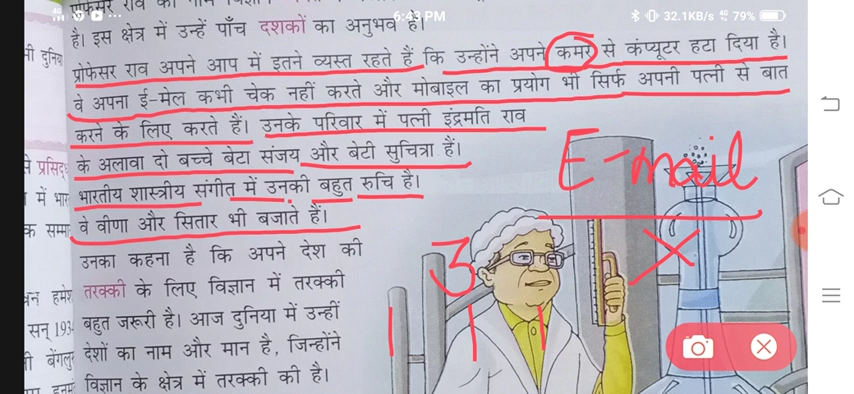 6:43 PM
32.1KB/s 4G 79%
है। इस क्षेत्र में उन्हें पाँच दशकों का अनुभव है।
प्रोफेसर राव अपने आप में इतने व्यस्त रहते हैं कि उन्होंने अपने कमरे से कंप्यूटर हटा दिया है।
वे अपना ई-मेल कभी चेक नहीं करते और मोबाइल का प्रयोग भी सिर्फ अपनी पत्नी से बात
करने के लिए करते हैं। उनके परिवार में पत्नी इंद्रमति राव
के अलावा दो बच्चे बेटा संजय और बेटी सुचित्रा हैं।
भारतीय शास्त्रीय संगीत में उनकी बहुत रुचि है।
वे वीणा और सितार भी बजाते हैं।
उनका कहना है कि अपने देश की
तरक्की के लिए विज्ञान में तरक्की
बहुत जरूरी है। आज दुनिया में उन्हीं
देशों का नाम और मान है, जिन्होंने
विज्ञान के क्षेत्र में तरक्की की है।
E-mail
3